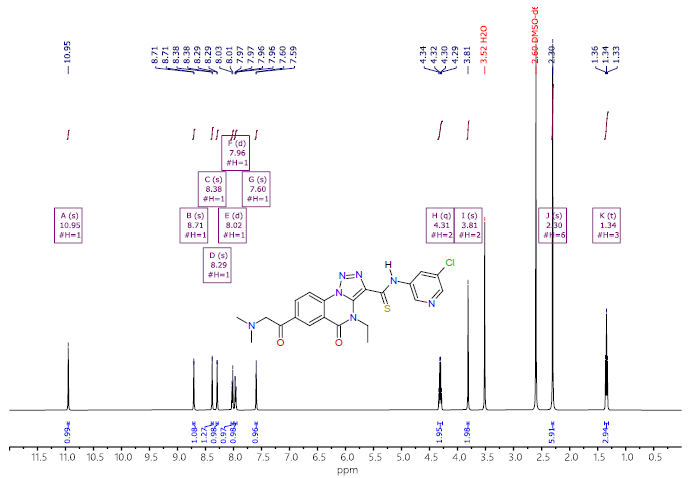 10.95
8.71
8.71
8.38
8.38
8.29
8.29
8.03
8.01
7.97
7.97
7.96
7.96
7.60
7.59
4.34
4.32
4.30
4.29
3.81
3.52 H2O
2.60 DMSO-d6
2.30
1.36
1.34
1.33
F (d)
7.96
#H=1
C (s)
8.38
#H=1
G (s)
7.60
#H=1
A (s)
10.95
#H=1
B (s)
8.71
#H=1
E (d)
8.02
#H=1
H (q)
4.31
#H=2
I (s)
3.81
#H=2
J (s)
2.30
#H=6
K (t)
1.34
#H=3
D (s)
8.29
#H=1
H
N
Cl
N
N
N
S
N
N
N
O
O
0.99
1.08
1.27
0.98
0.97
0.98
0.96
1.95
1.98
5.91
2.94
11.5 11.0 10.5 10.0 9.5 9.0 8.5 8.0 7.5 7.0 6.5 6.0 5.5 5.0 4.5 4.0 3.5 3.0 2.5 2.0 1.5 1.0 0.5
ppm